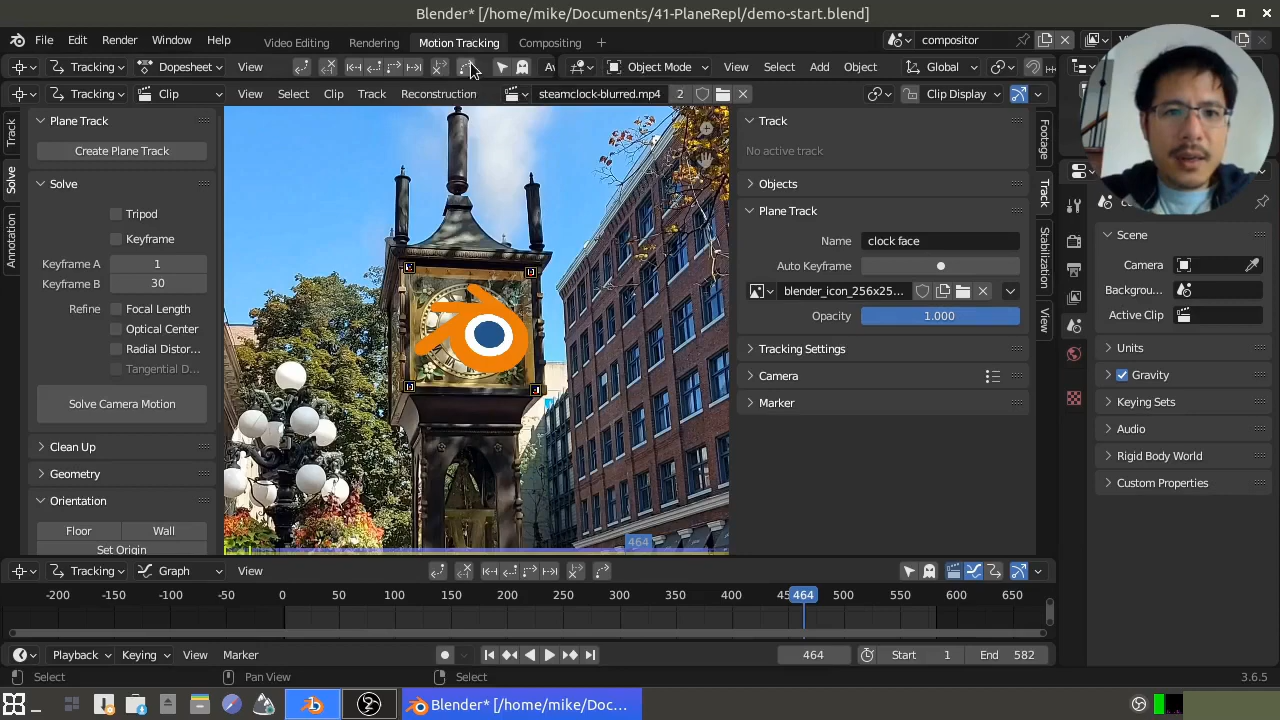 Blender* [/home/mike/Documents/41-PlaneRepl/demo-start.blend]
File Edit Render Window Help Video Editing Rendering Motion Tracking Compositing + compositor
Tracking Dopesheet View Object Mode View Select Add Object Global
Tracking Clip View Select Clip Track Reconstruction steamclock-blurred.mp4 2 Clip Display
Track
Solve
Annotation
Plane Track
Create Plane Track
Solve
Tripod
Keyframe
Keyframe A 1
Keyframe B 30
Refine Focal Length
Optical Center
Radial Distor...
Tangential D...
Solve Camera Motion
Clean Up
Geometry
Orientation
Floor Wall
Set Origin
464
Track
No active track
Objects
Plane Track
Name clock face
Auto Keyframe
blender_icon_256x25...
Opacity 1.000
Tracking Settings
Camera
Marker
Footage
Track
Stabilization
View
Scene
Camera
Backgrou...
Active Clip
Units
Gravity
Keying Sets
Audio
Rigid Body World
Custom Properties
Tracking Graph View
-200 -150 -100 -50 0 50 100 150 200 250 300 350 400 464 500 550 600 650
Playback Keying View Marker 464 Start 1 End 582
Select Pan View Select 3.6.5
Blender* [/home/mike/Doc...